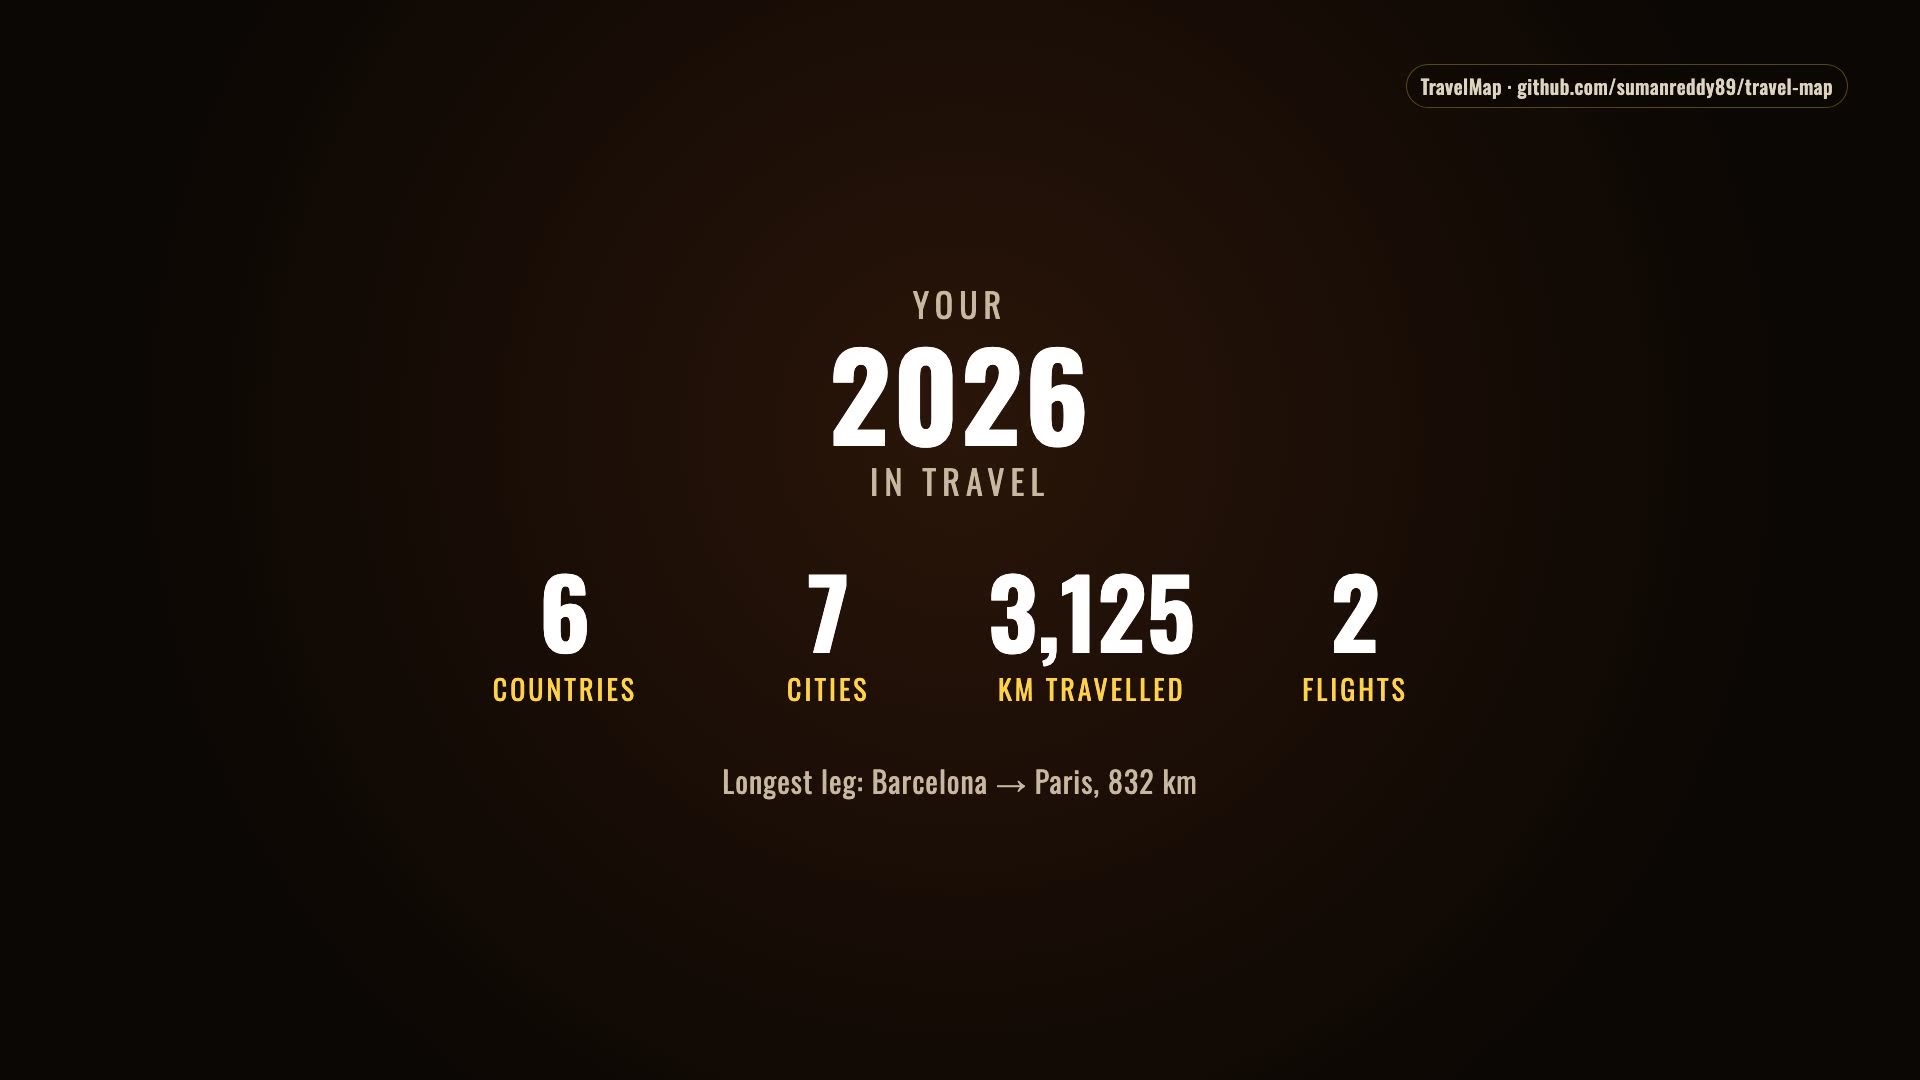 TravelMap · github.com/sumanreddy89/travel-map
YOUR
2026
IN TRAVEL
6 7 3,125 2
COUNTRIES CITIES KM TRAVELLED FLIGHTS
Longest leg: Barcelona → Paris, 832 km